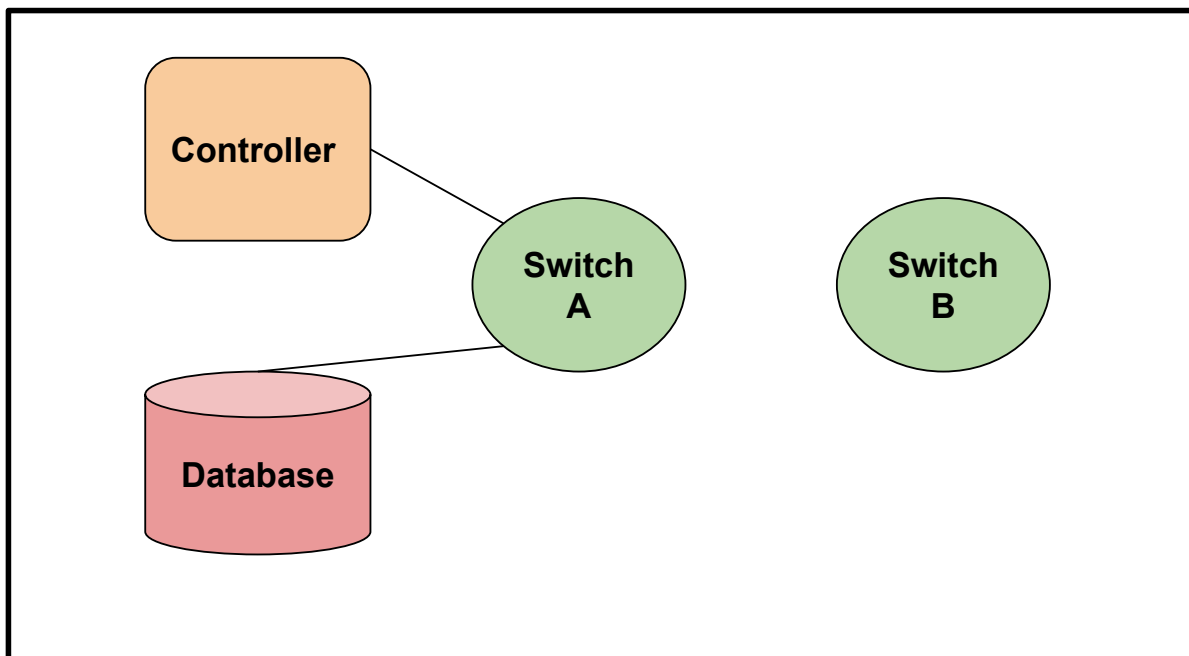 Controller
Switch
A
Switch
B
Database